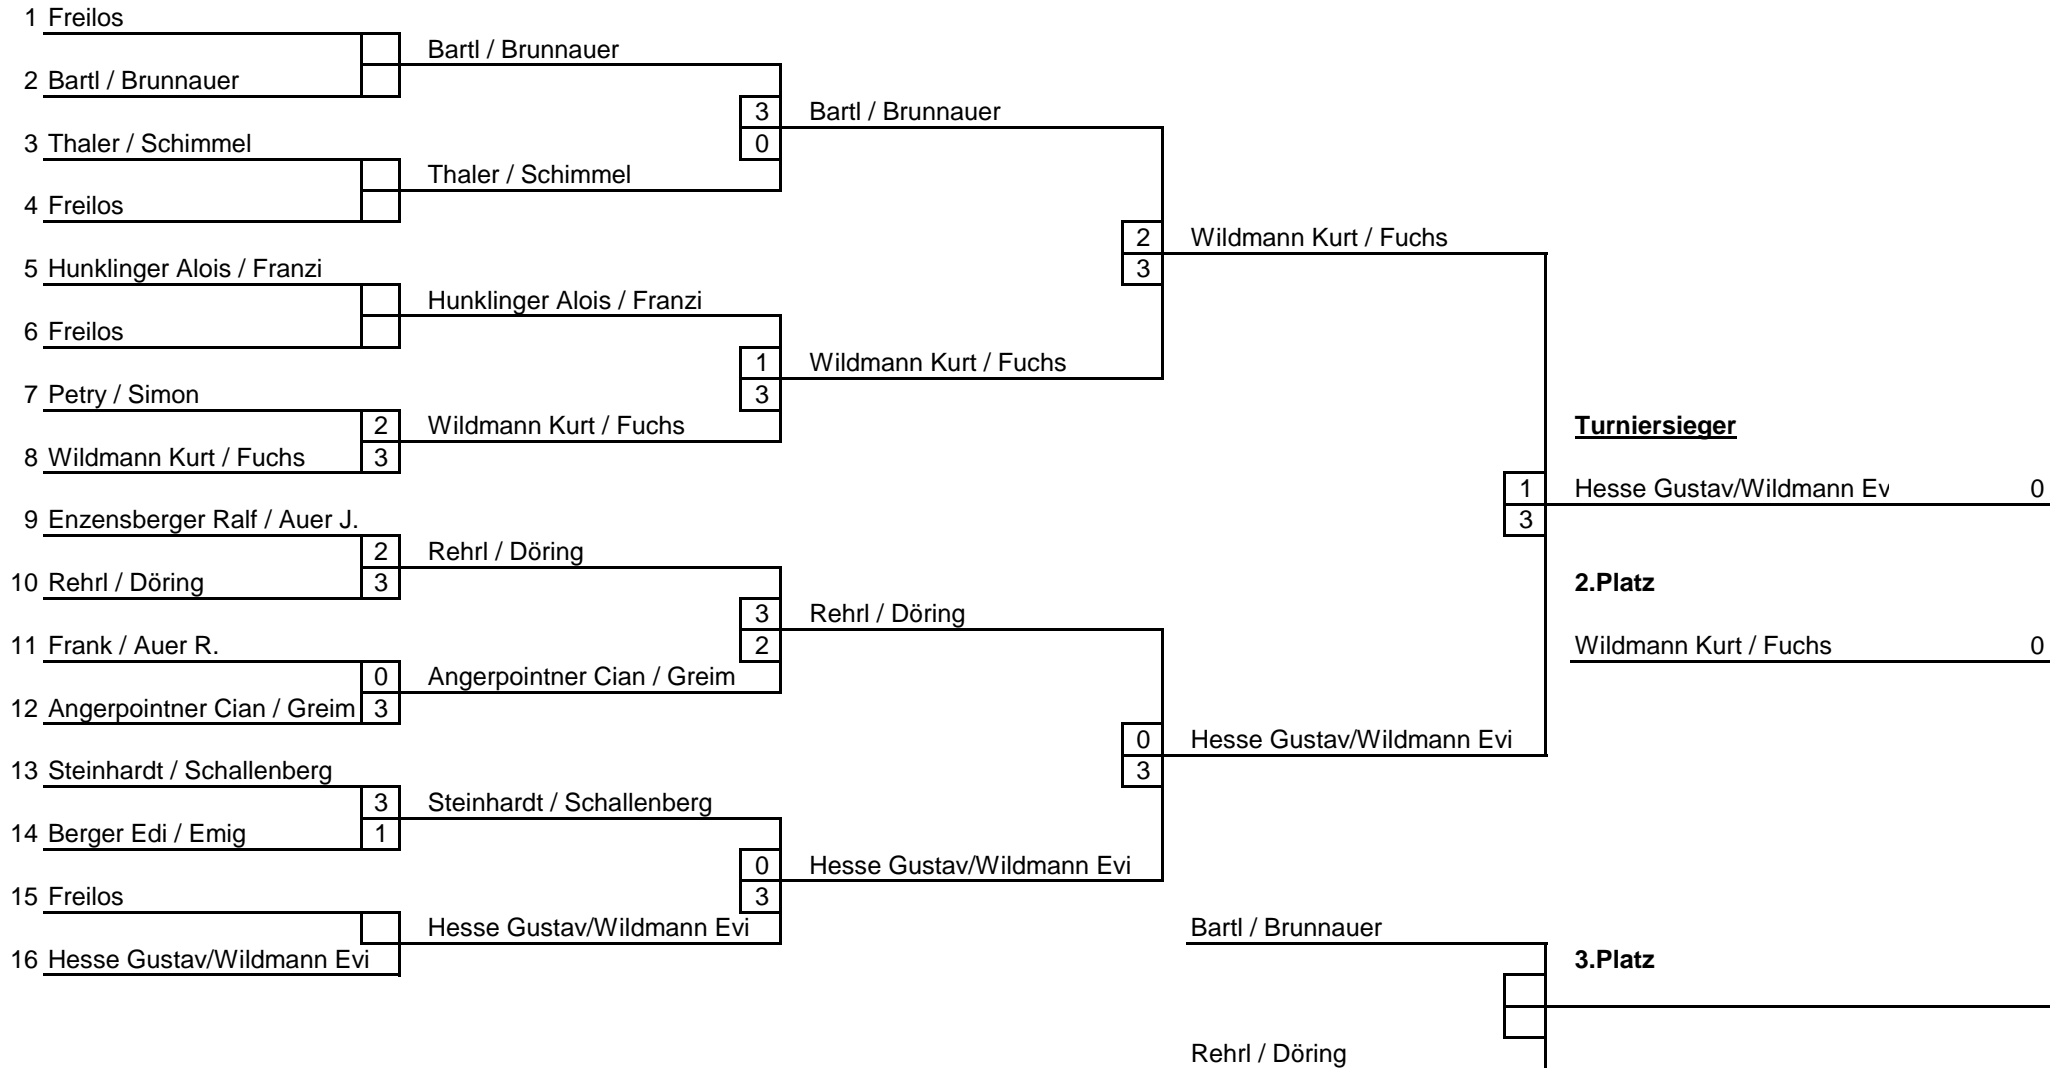 1 Freilos
Bartl / Brunnauer
2 Bartl / Brunnauer
3 Bartl / Brunnauer
3 Thaler / Schimmel
0
Thaler / Schimmel
4 Freilos
2 Wildmann Kurt / Fuchs
5 Hunklinger Alois / Franzi
3
Hunklinger Alois / Franzi
6 Freilos
1 Wildmann Kurt / Fuchs
7 Petry / Simon
3
2 Wildmann Kurt / Fuchs
Turniersieger
8 Wildmann Kurt / Fuchs 3
1 Hesse Gustav/Wildmann Ev 0
9 Enzensberger Ralf / Auer J.
3
2 Rehrl / Döring
10 Rehrl / Döring 3
2.Platz
3 Rehrl / Döring
11 Frank / Auer R.
2
Wildmann Kurt / Fuchs 0
0 Angerpointner Cian / Greim
12 Angerpointner Cian / Greim 3
0 Hesse Gustav/Wildmann Evi
13 Steinhardt / Schallenberg
3
3 Steinhardt / Schallenberg
14 Berger Edi / Emig 1
0 Hesse Gustav/Wildmann Evi
15 Freilos
3
Hesse Gustav/Wildmann Evi
Bartl / Brunnauer
16 Hesse Gustav/Wildmann Evi
3.Platz
Rehrl / Döring